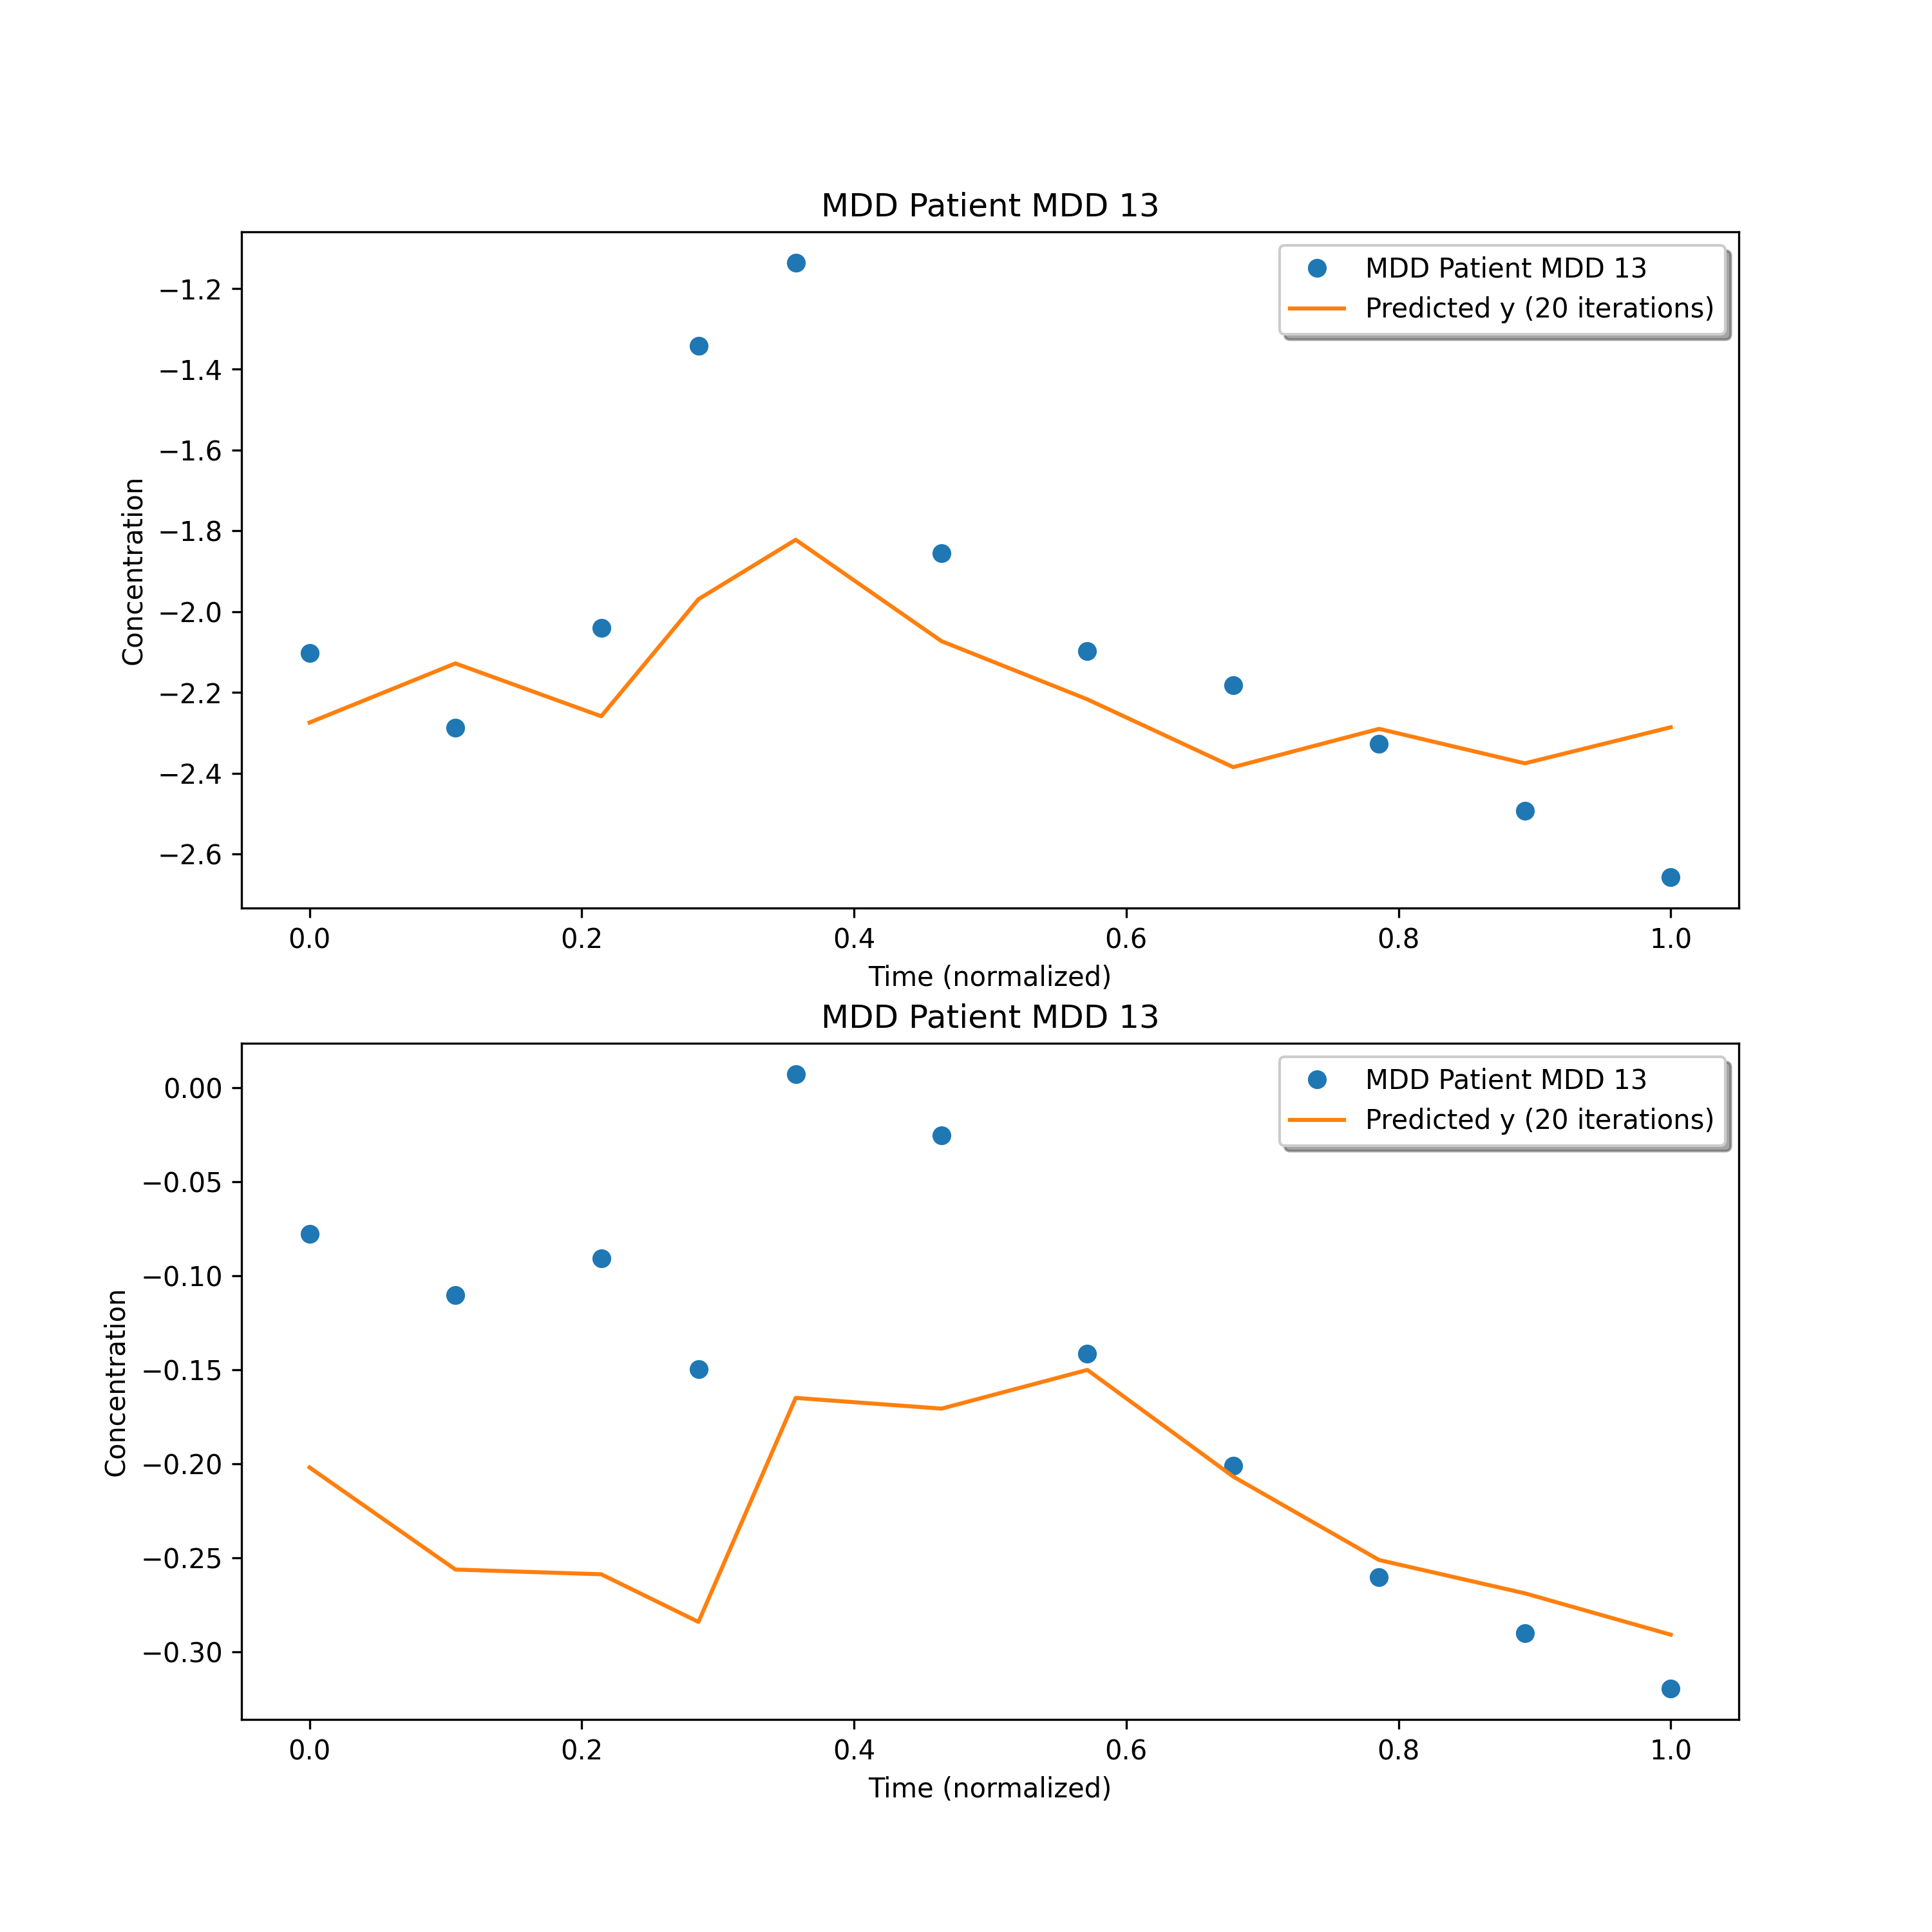 MDD Patient MDD 13
MDD Patient MDD 13
Predicted y (20 iterations)
−1.2
−1.4
−1.6
−1.8
−2.0
−2.2
−2.4
−2.6
Concentration
0.0 0.2 0.4 0.6 0.8 1.0
Time (normalized)
MDD Patient MDD 13
MDD Patient MDD 13
Predicted y (20 iterations)
0.00
−0.05
−0.10
−0.15
−0.20
−0.25
−0.30
Concentration
0.0 0.2 0.4 0.6 0.8 1.0
Time (normalized)